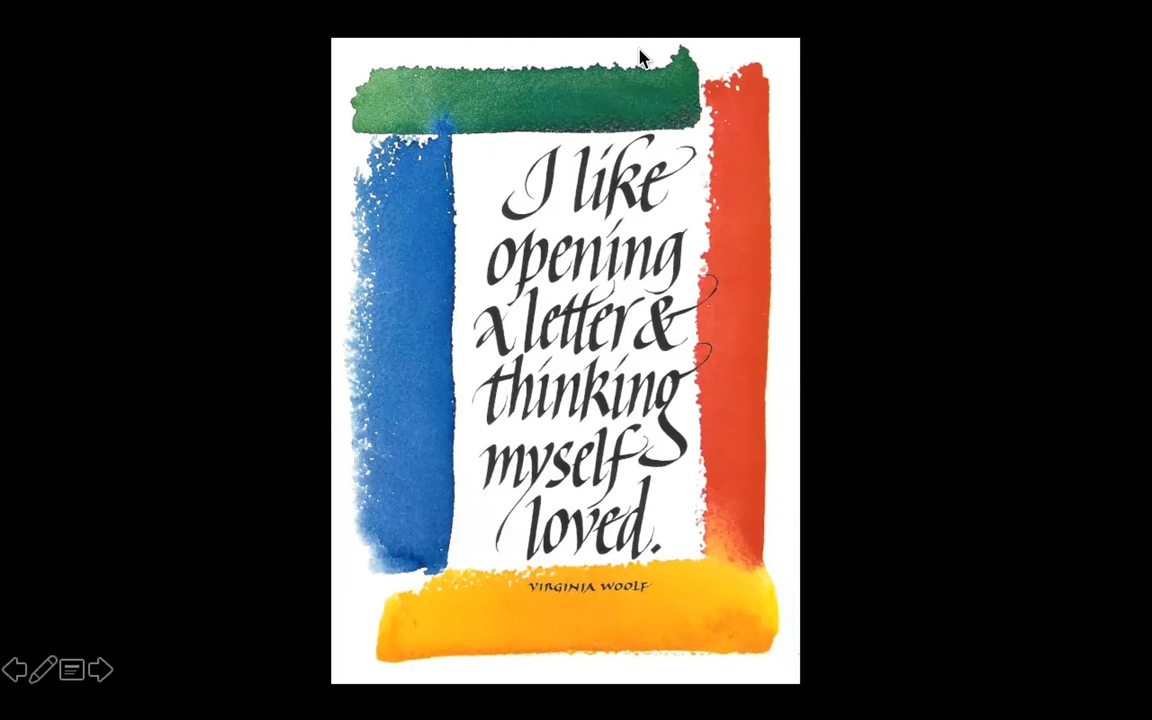 I like
opening
a letter &
thinking
myself
loved.
VIRGINIA WOOLF